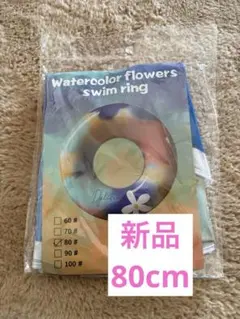 Watercolor flowers
swim ring
60 #
70 #
80 #
90 #
100 #
新品
80cm